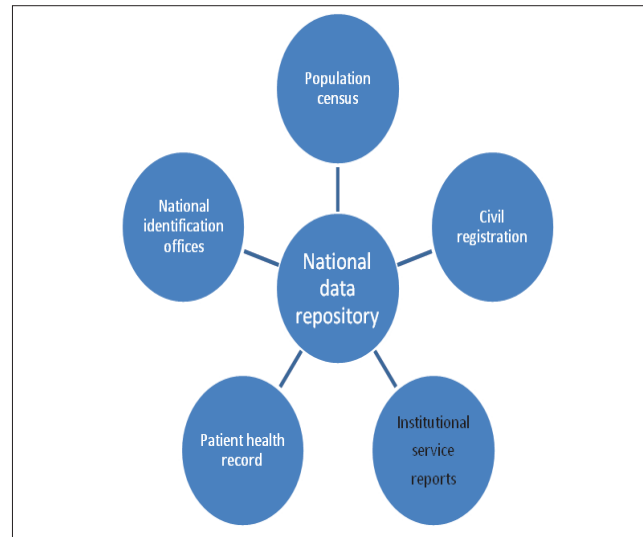 Population
census
National
identification
offices
Civil
registration
National
data
repository
Patient health
record
Institutional
service
reports